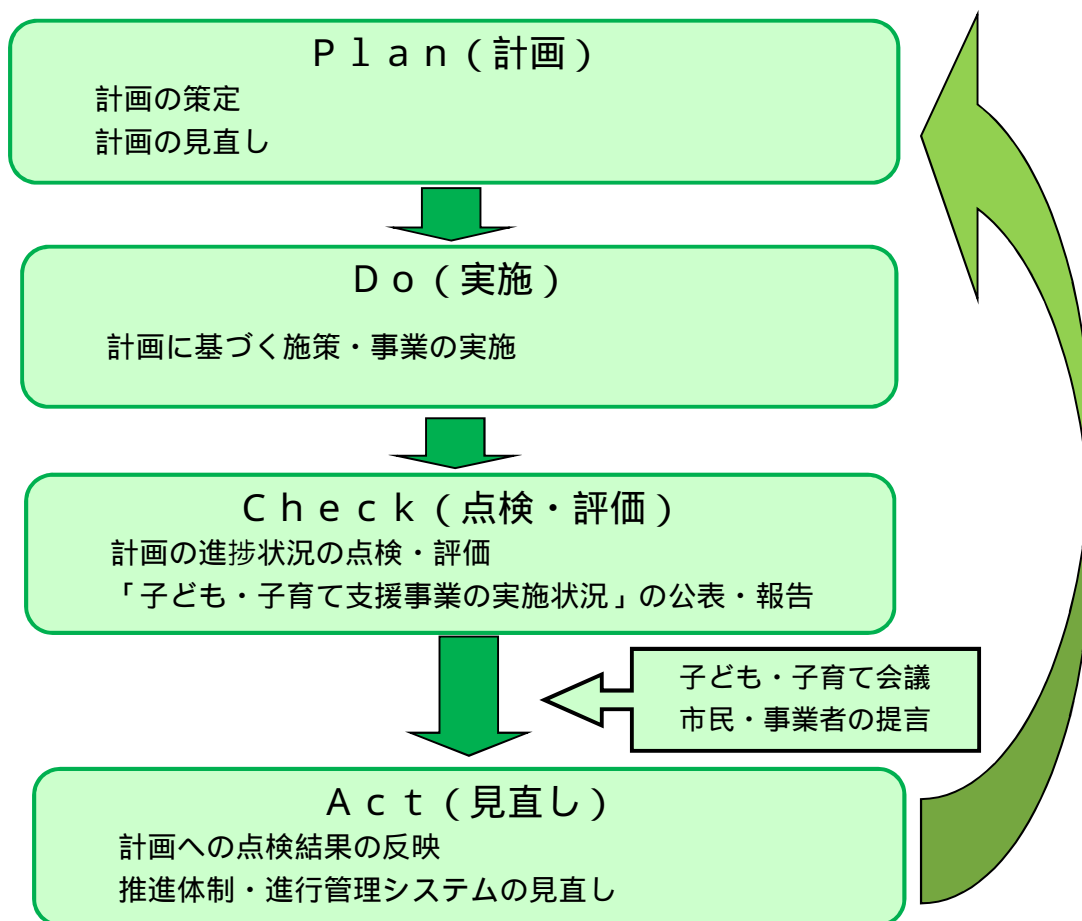 Ｐｌａｎ（計画）
計画の策定
計画の見直し
Ｄｏ（実施）
計画に基づく施策・事業の実施
Ｃｈｅｃｋ（点検・評価）
計画の進捗状況の点検・評価
「子ども・子育て支援事業の実施状況」の公表・報告
子ども・子育て会議
市民・事業者の提言
Ａｃｔ（見直し）
計画への点検結果の反映
推進体制・進行管理システムの見直し